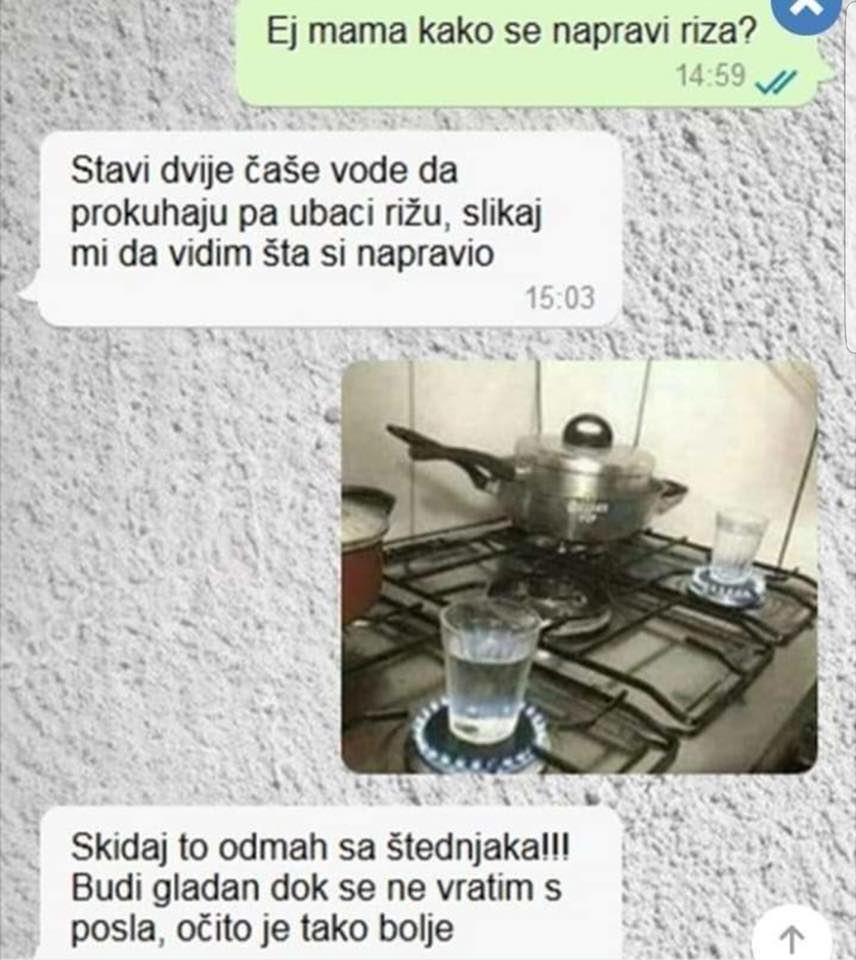 Ej mama kako se napravi riza?
14:59
Stavi dvije čaše vode da
prokuhaju pa ubaci rižu, slikaj
mi da vidim šta si napravio
15:03
Skidaj to odmah sa štednjaka!!!
Budi gladan dok se ne vratim s
posla, očito je tako bolje